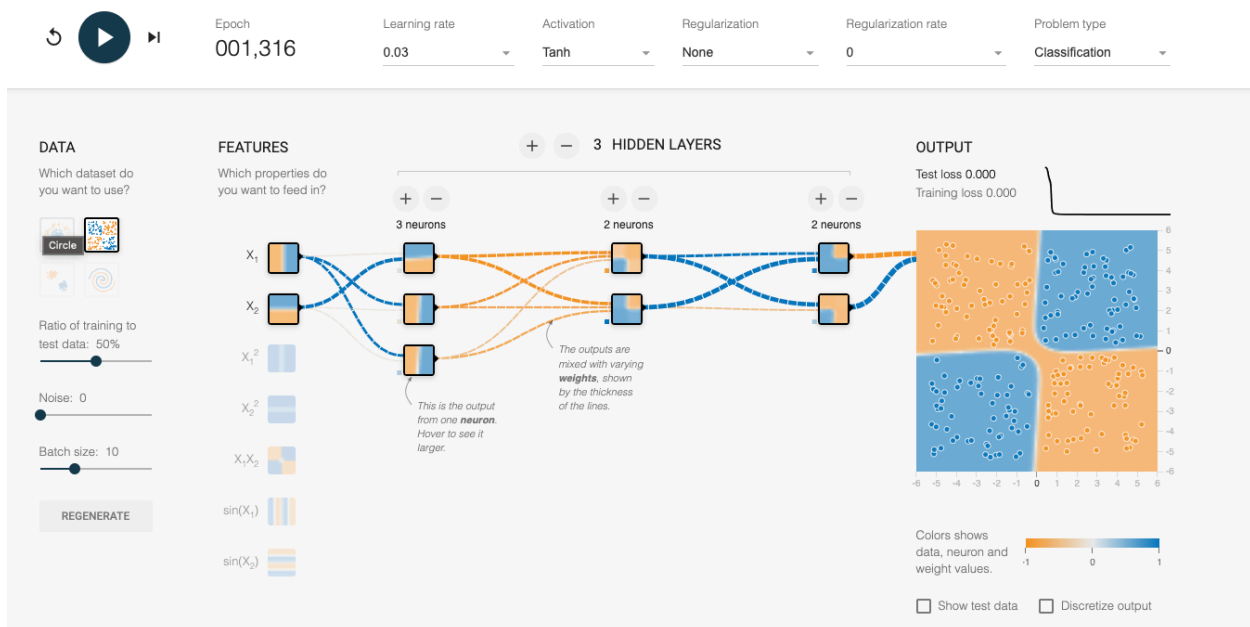 Epoch
001,316
Learning rate
0.03
Activation
Tanh
Regularization
None
Regularization rate
0
Problem type
Classification
DATA
Which dataset do
you want to use?
Circle
Ratio of training to
test data: 50%
Noise: 0
Batch size: 10
REGENERATE
FEATURES
Which properties do
you want to feed in?
X₁
X₂
X₁²
X₂²
X₁X₂
sin(X₁)
sin(X₂)
+ − 3 HIDDEN LAYERS
+ −
3 neurons
+ −
2 neurons
+ −
2 neurons
This is the output
from one neuron.
Hover to see it
larger.
The outputs are
mixed with varying
weights, shown
by the thickness
of the lines.
OUTPUT
Test loss 0.000
Training loss 0.000
6
5
4
3
2
1
0
-1
-2
-3
-4
-5
-6
-6 -5 -4 -3 -2 -1 0 1 2 3 4 5 6
Colors shows
data, neuron and
weight values.
-1 0 1
Show test data
Discretize output